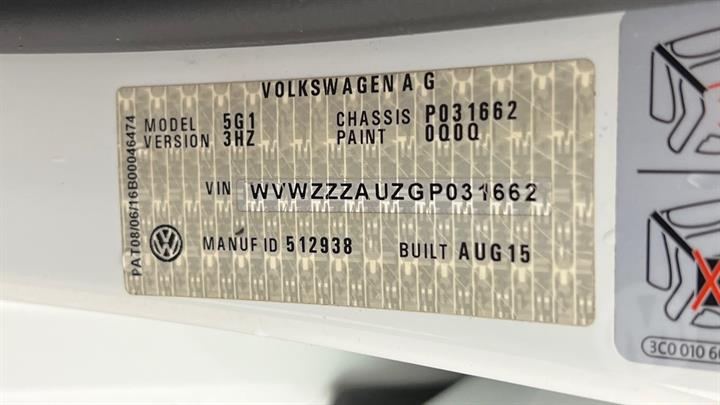 VOLKSWAGEN A G
MODEL 5G1 CHASSIS P031662
VERSION 3HZ PAINT 0Q0Q
VIN WVWZZZAUZGP031662
MANUF ID 512938 BUILT AUG15
PAT08/06/16B00046474
3C0 010 6